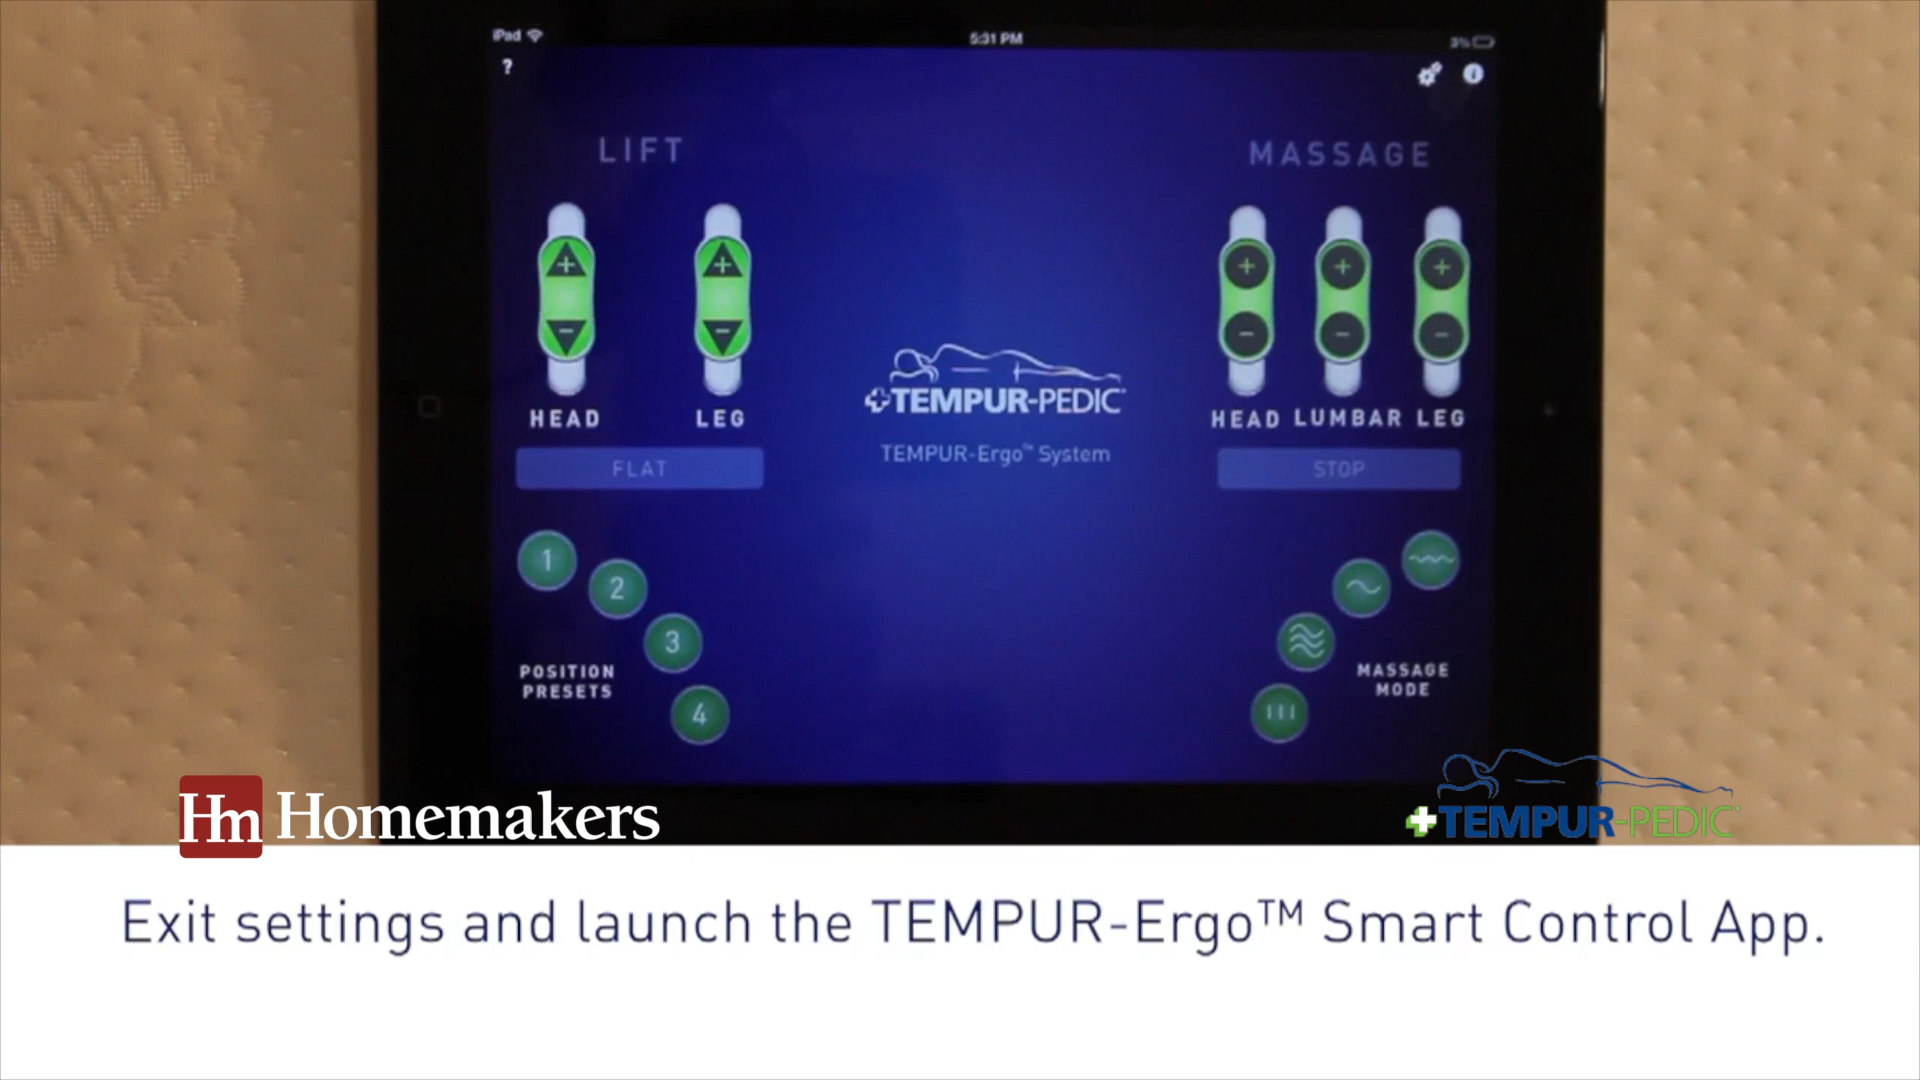 iPad
5:31 PM
3%
?
LIFT
MASSAGE
HEAD
LEG
HEAD LUMBAR LEG
FLAT
STOP
TEMPUR-PEDIC
TEMPUR-Ergo™ System
1
2
3
4
POSITION
PRESETS
MASSAGE
MODE
Hm Homemakers
TEMPUR-PEDIC
Exit settings and launch the TEMPUR-Ergo™ Smart Control App.